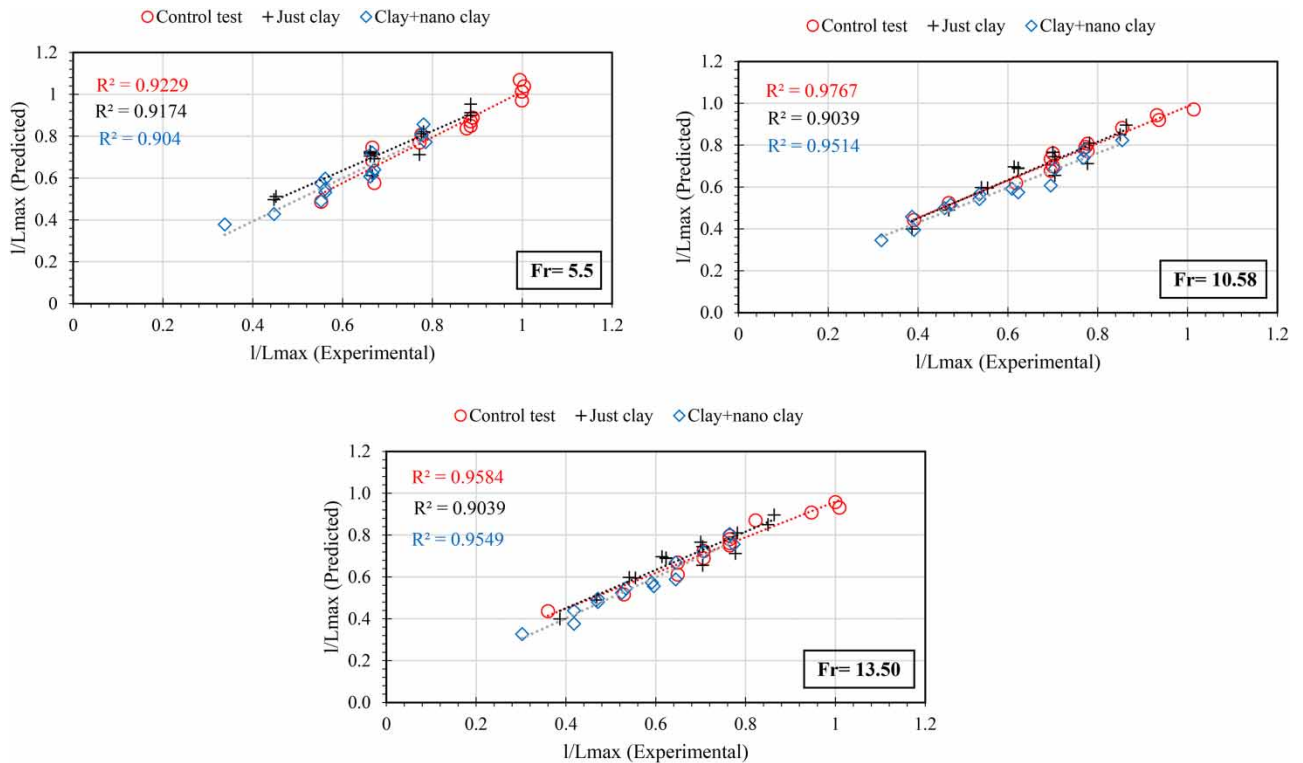 Control test Just clay Clay+nano clay
1.2
1
0.8
0.6
0.4
0.2
0
l/Lmax (Predicted)
R² = 0.9229
R² = 0.9174
R² = 0.904
Fr= 5.5
0 0.2 0.4 0.6 0.8 1 1.2
l/Lmax (Experimental)
Control test Just clay Clay+nano clay
1.2
1.0
0.8
0.6
0.4
0.2
0.0
l/Lmax (Predicted)
R² = 0.9767
R² = 0.9039
R² = 0.9514
Fr= 10.58
0 0.2 0.4 0.6 0.8 1 1.2
l/Lmax (Experimental)
Control test Just clay Clay+nano clay
1.2
1.0
0.8
0.6
0.4
0.2
0.0
l/Lmax (Predicted)
R² = 0.9584
R² = 0.9039
R² = 0.9549
Fr= 13.50
0 0.2 0.4 0.6 0.8 1 1.2
l/Lmax (Experimental)